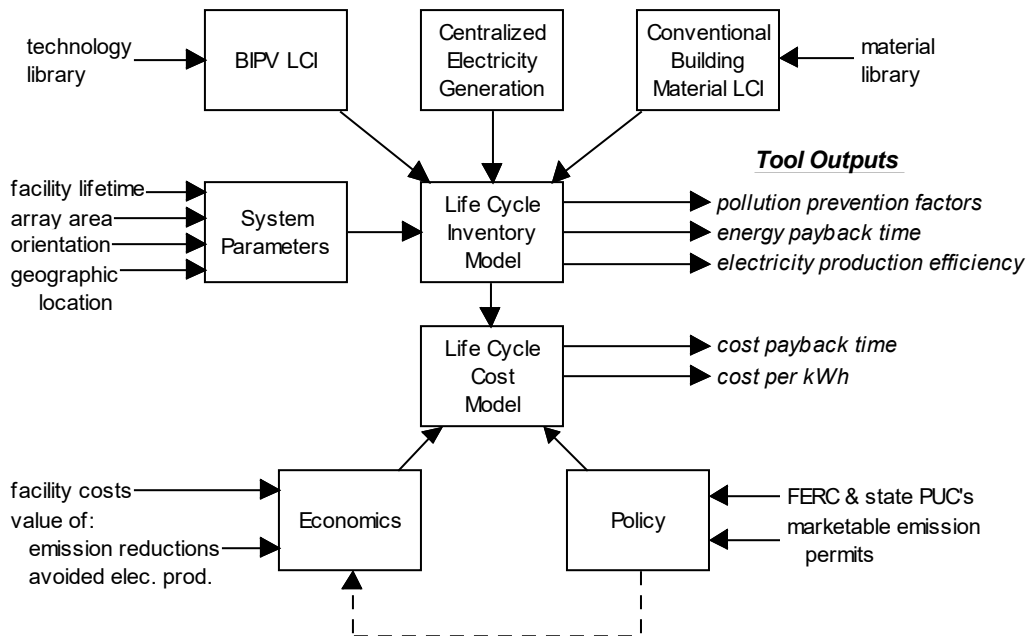 technology
library
BIPV LCI
Centralized
Electricity
Generation
Conventional
Building
Material LCI
material
library
Tool Outputs
facility lifetime
array area
orientation
geographic
location
System
Parameters
Life Cycle
Inventory
Model
pollution prevention factors
energy payback time
electricity production efficiency
Life Cycle
Cost
Model
cost payback time
cost per kWh
facility costs
value of:
emission reductions
avoided elec. prod.
Economics
Policy
FERC & state PUC's
marketable emission
permits